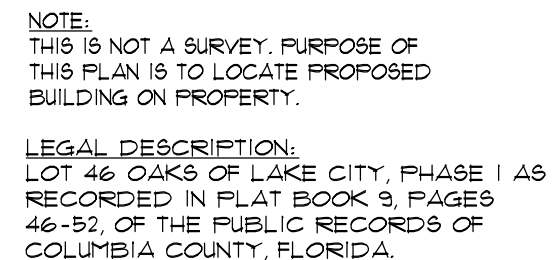 NOTE:
THIS IS NOT A SURVEY. PURPOSE OF
THIS PLAN IS TO LOCATE PROPOSED
BUILDING ON PROPERTY.
LEGAL DESCRIPTION:
LOT 46 OAKS OF LAKE CITY, PHASE 1 AS
RECORDED IN PLAT BOOK 9, PAGES
46-52, OF THE PUBLIC RECORDS OF
COLUMBIA COUNTY, FLORIDA.